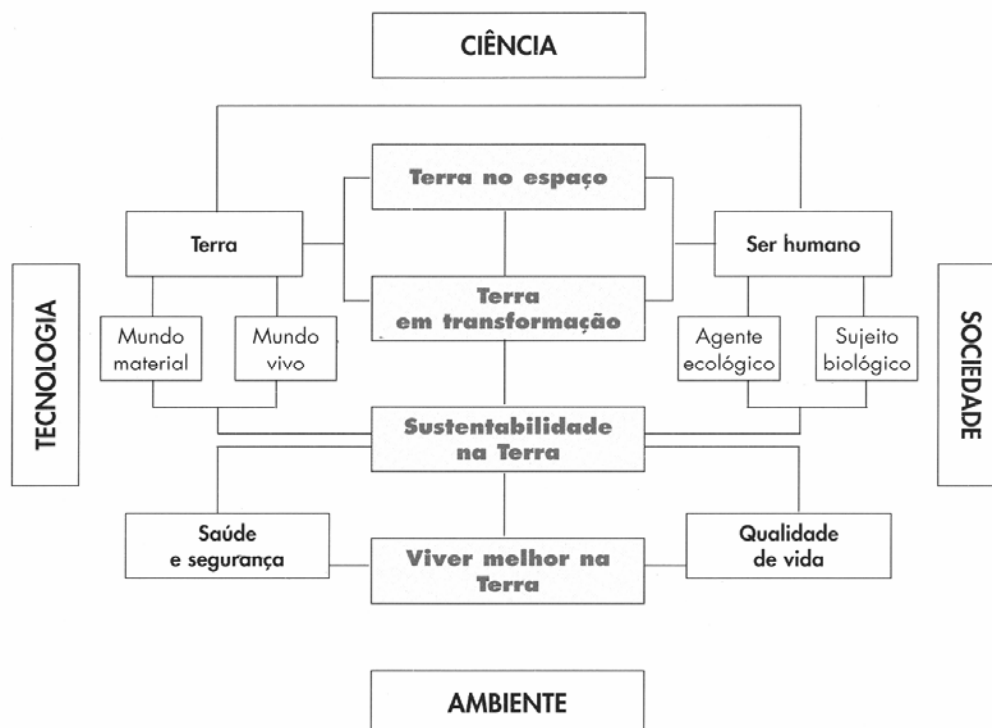 CIÊNCIA
Terra no espaço
Terra
Ser humano
Terra
em transformação
TECNOLOGIA
Mundo
material
Mundo
vivo
Agente
ecológico
Sujeito
biológico
SOCIEDADE
Sustentabilidade
na Terra
Saúde
e segurança
Viver melhor na
Terra
Qualidade
de vida
AMBIENTE